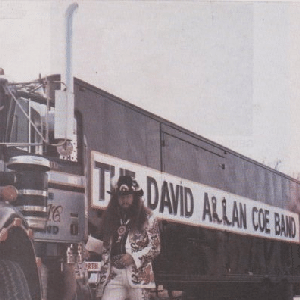 THE DAVID ALLAN COE BAND